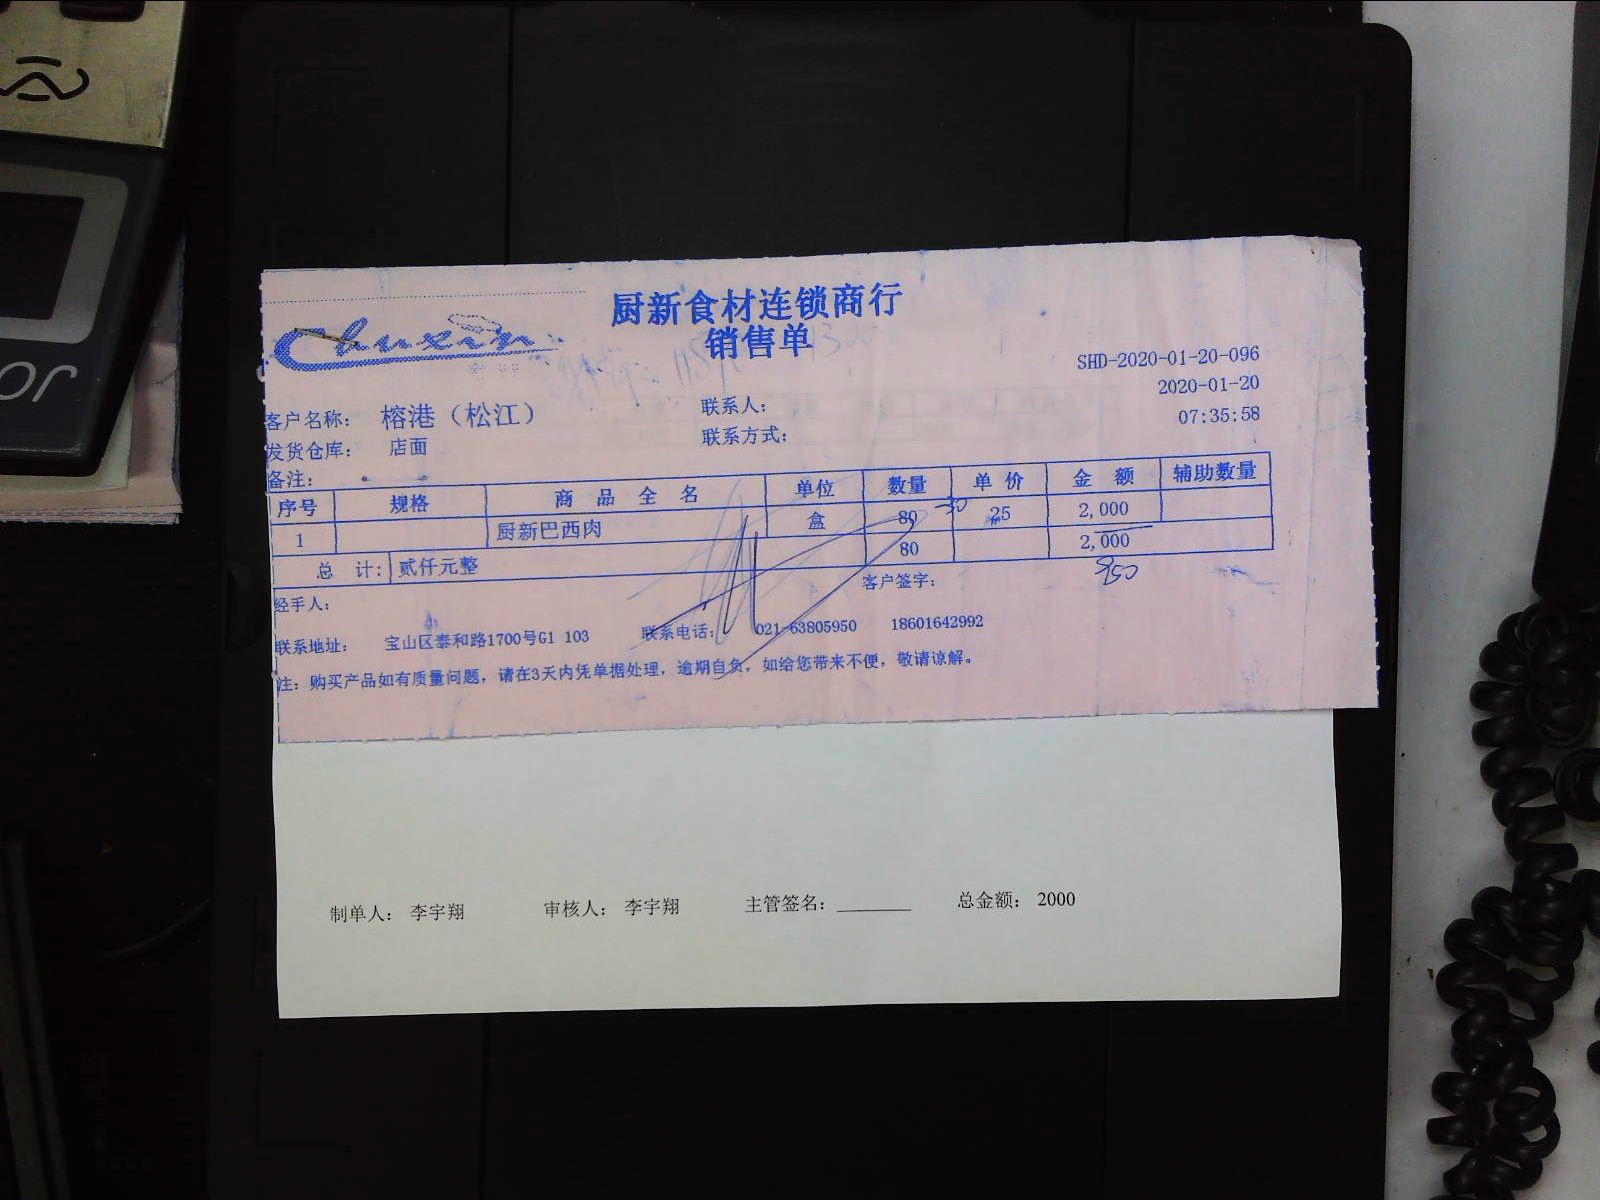 厨新食材连锁商行
Chuxin
销售单
SHD-2020-01-20-096
2020-01-20
07:35:58
客户名称: 榕港（松江） 联系人:
发货仓库: 店面 联系方式:
备注:
序号 规格 商品全名 单位 数量 单价 金额 辅助数量
1 厨新巴西肉 盒 80 25 2,000
总计: 贰仟元整 80 2,000
经手人: 客户签字:
联系地址: 宝山区泰和路1700号G1 103 联系电话: 021-63805950 18601642992
注: 购买产品如有质量问题, 请在3天内凭单据处理, 逾期自负, 如给您带来不便, 敬请谅解。
制单人: 李宇翔 审核人: 李宇翔 主管签名: ________ 总金额: 2000